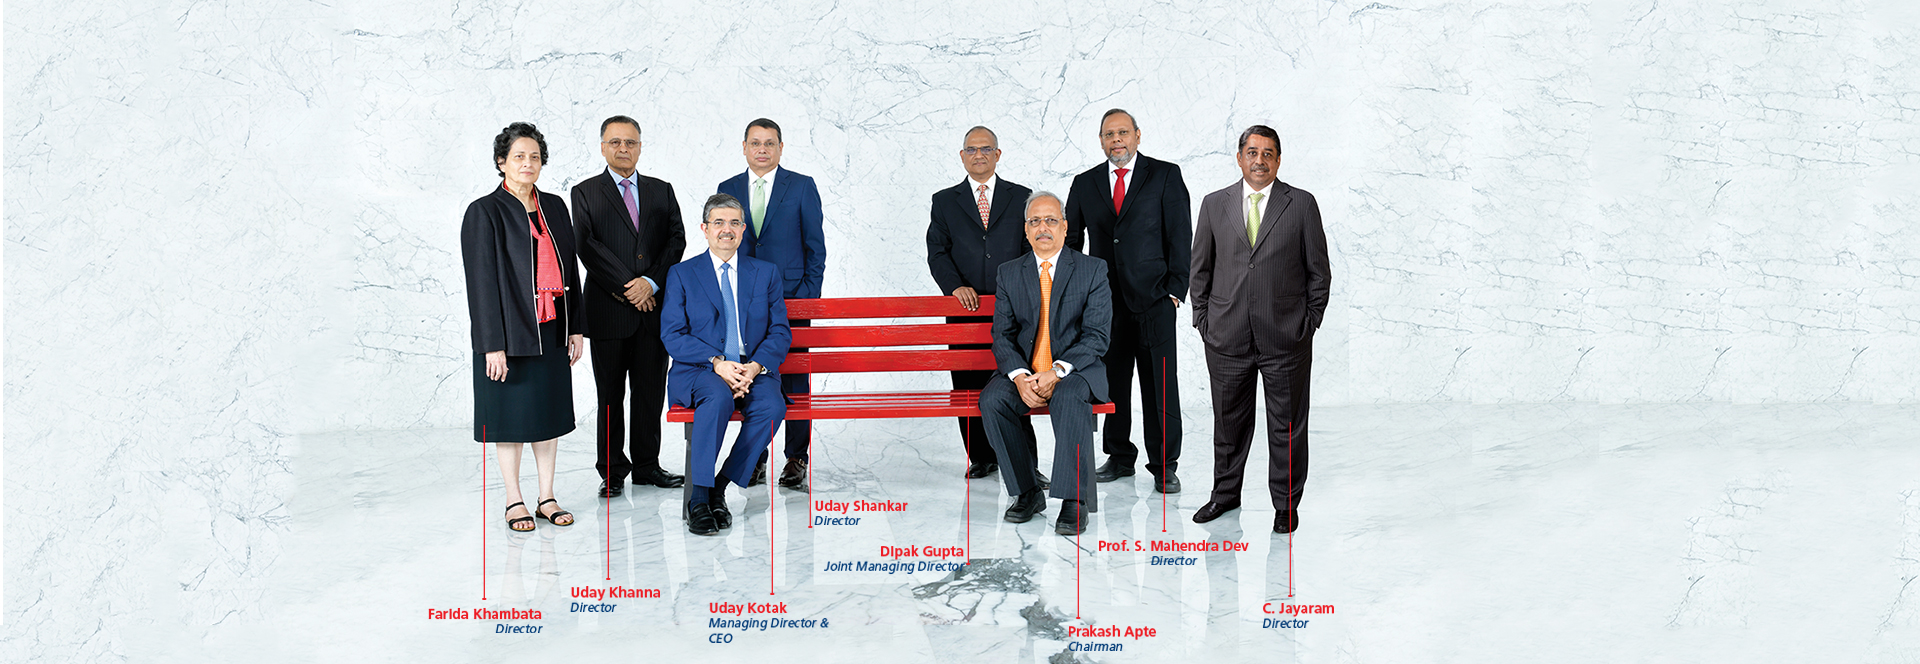 Farida Khambata
Director
Uday Khanna
Director
Uday Kotak
Managing Director &
CEO
Uday Shankar
Director
Dipak Gupta
Joint Managing Director
Prakash Apte
Chairman
Prof. S. Mahendra Dev
Director
C. Jayaram
Director